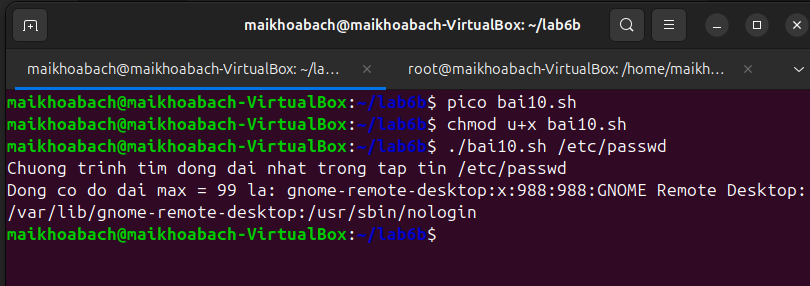 maikhoabach@maikhoabach-VirtualBox: ~/lab6b
maikhoabach@maikhoabach-VirtualBox: ~/la...
root@maikhoabach-VirtualBox: /home/maikh...
maikhoabach@maikhoabach-VirtualBox:~/lab6b$ pico bai10.sh
maikhoabach@maikhoabach-VirtualBox:~/lab6b$ chmod u+x bai10.sh
maikhoabach@maikhoabach-VirtualBox:~/lab6b$ ./bai10.sh /etc/passwd
Chuong trinh tim dong dai nhat trong tap tin /etc/passwd
Dong co do dai max = 99 la: gnome-remote-desktop:x:988:988:GNOME Remote Desktop:
/var/lib/gnome-remote-desktop:/usr/sbin/nologin
maikhoabach@maikhoabach-VirtualBox:~/lab6b$